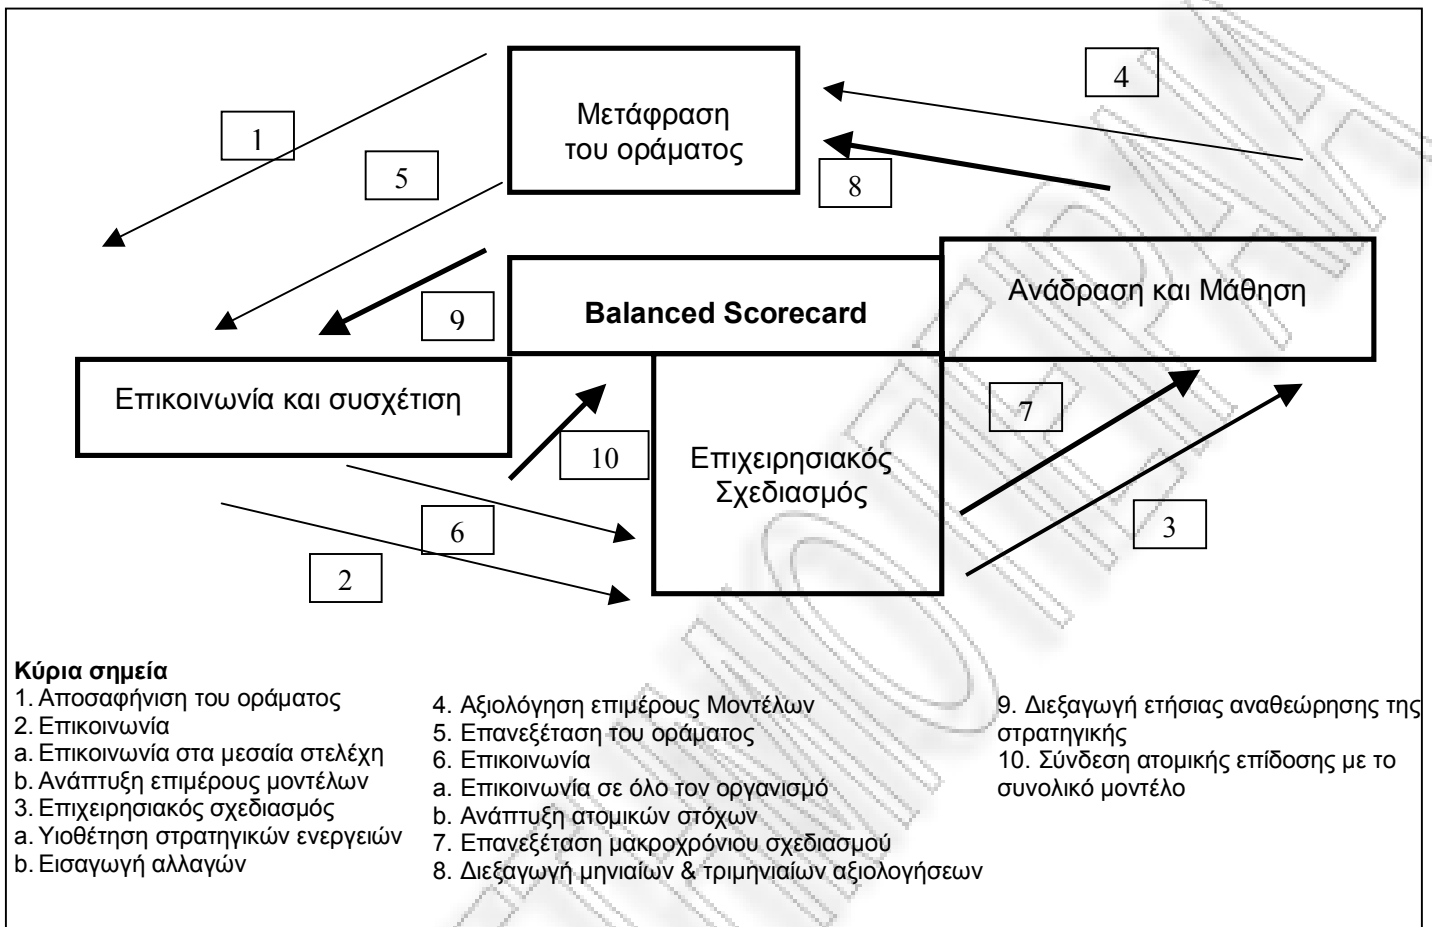 1
Μετάφραση
του οράματος
4
5
8
9
Balanced Scorecard
Ανάδραση και Μάθηση
Επικοινωνία και συσχέτιση
10
Επιχειρησιακός
Σχεδιασμός
7
6
2
3
Κύρια σημεία
1. Αποσαφήνιση του οράματος
2. Επικοινωνία
a. Επικοινωνία στα μεσαία στελέχη
b. Ανάπτυξη επιμέρους μοντέλων
3. Επιχειρησιακός σχεδιασμός
a. Υιοθέτηση στρατηγικών ενεργειών
b. Εισαγωγή αλλαγών
4. Αξιολόγηση επιμέρους Μοντέλων
5. Επανεξέταση του οράματος
6. Επικοινωνία
a. Επικοινωνία σε όλο τον οργανισμό
b. Ανάπτυξη ατομικών στόχων
7. Επανεξέταση μακροχρόνιου σχεδιασμού
8. Διεξαγωγή μηνιαίων & τριμηνιαίων αξιολογήσεων
9. Διεξαγωγή ετήσιας αναθεώρησης της
στρατηγικής
10. Σύνδεση ατομικής επίδοσης με το
συνολικό μοντέλο